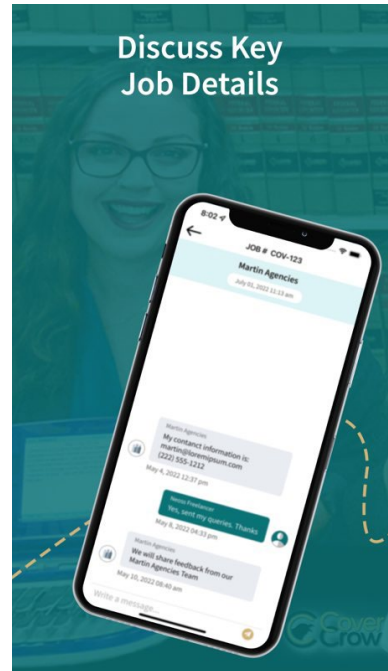 Discuss Key
Job Details
8:02
JOB # COV-123
Martin Agencies
July 01, 2022 11:13 am
Martin Agencies
My contanct information is:
martin@loremipsum.com
(222) 555-1212
May 4, 2022 12:37 pm
Freelancer
Yes, sent my queries. Thanks
May 8, 2022 04:33 pm
Martin Agencies
We will share feedback from our
Martin Agencies Team
May 10, 2022 08:40 am
Write a message...
Cover
Crow